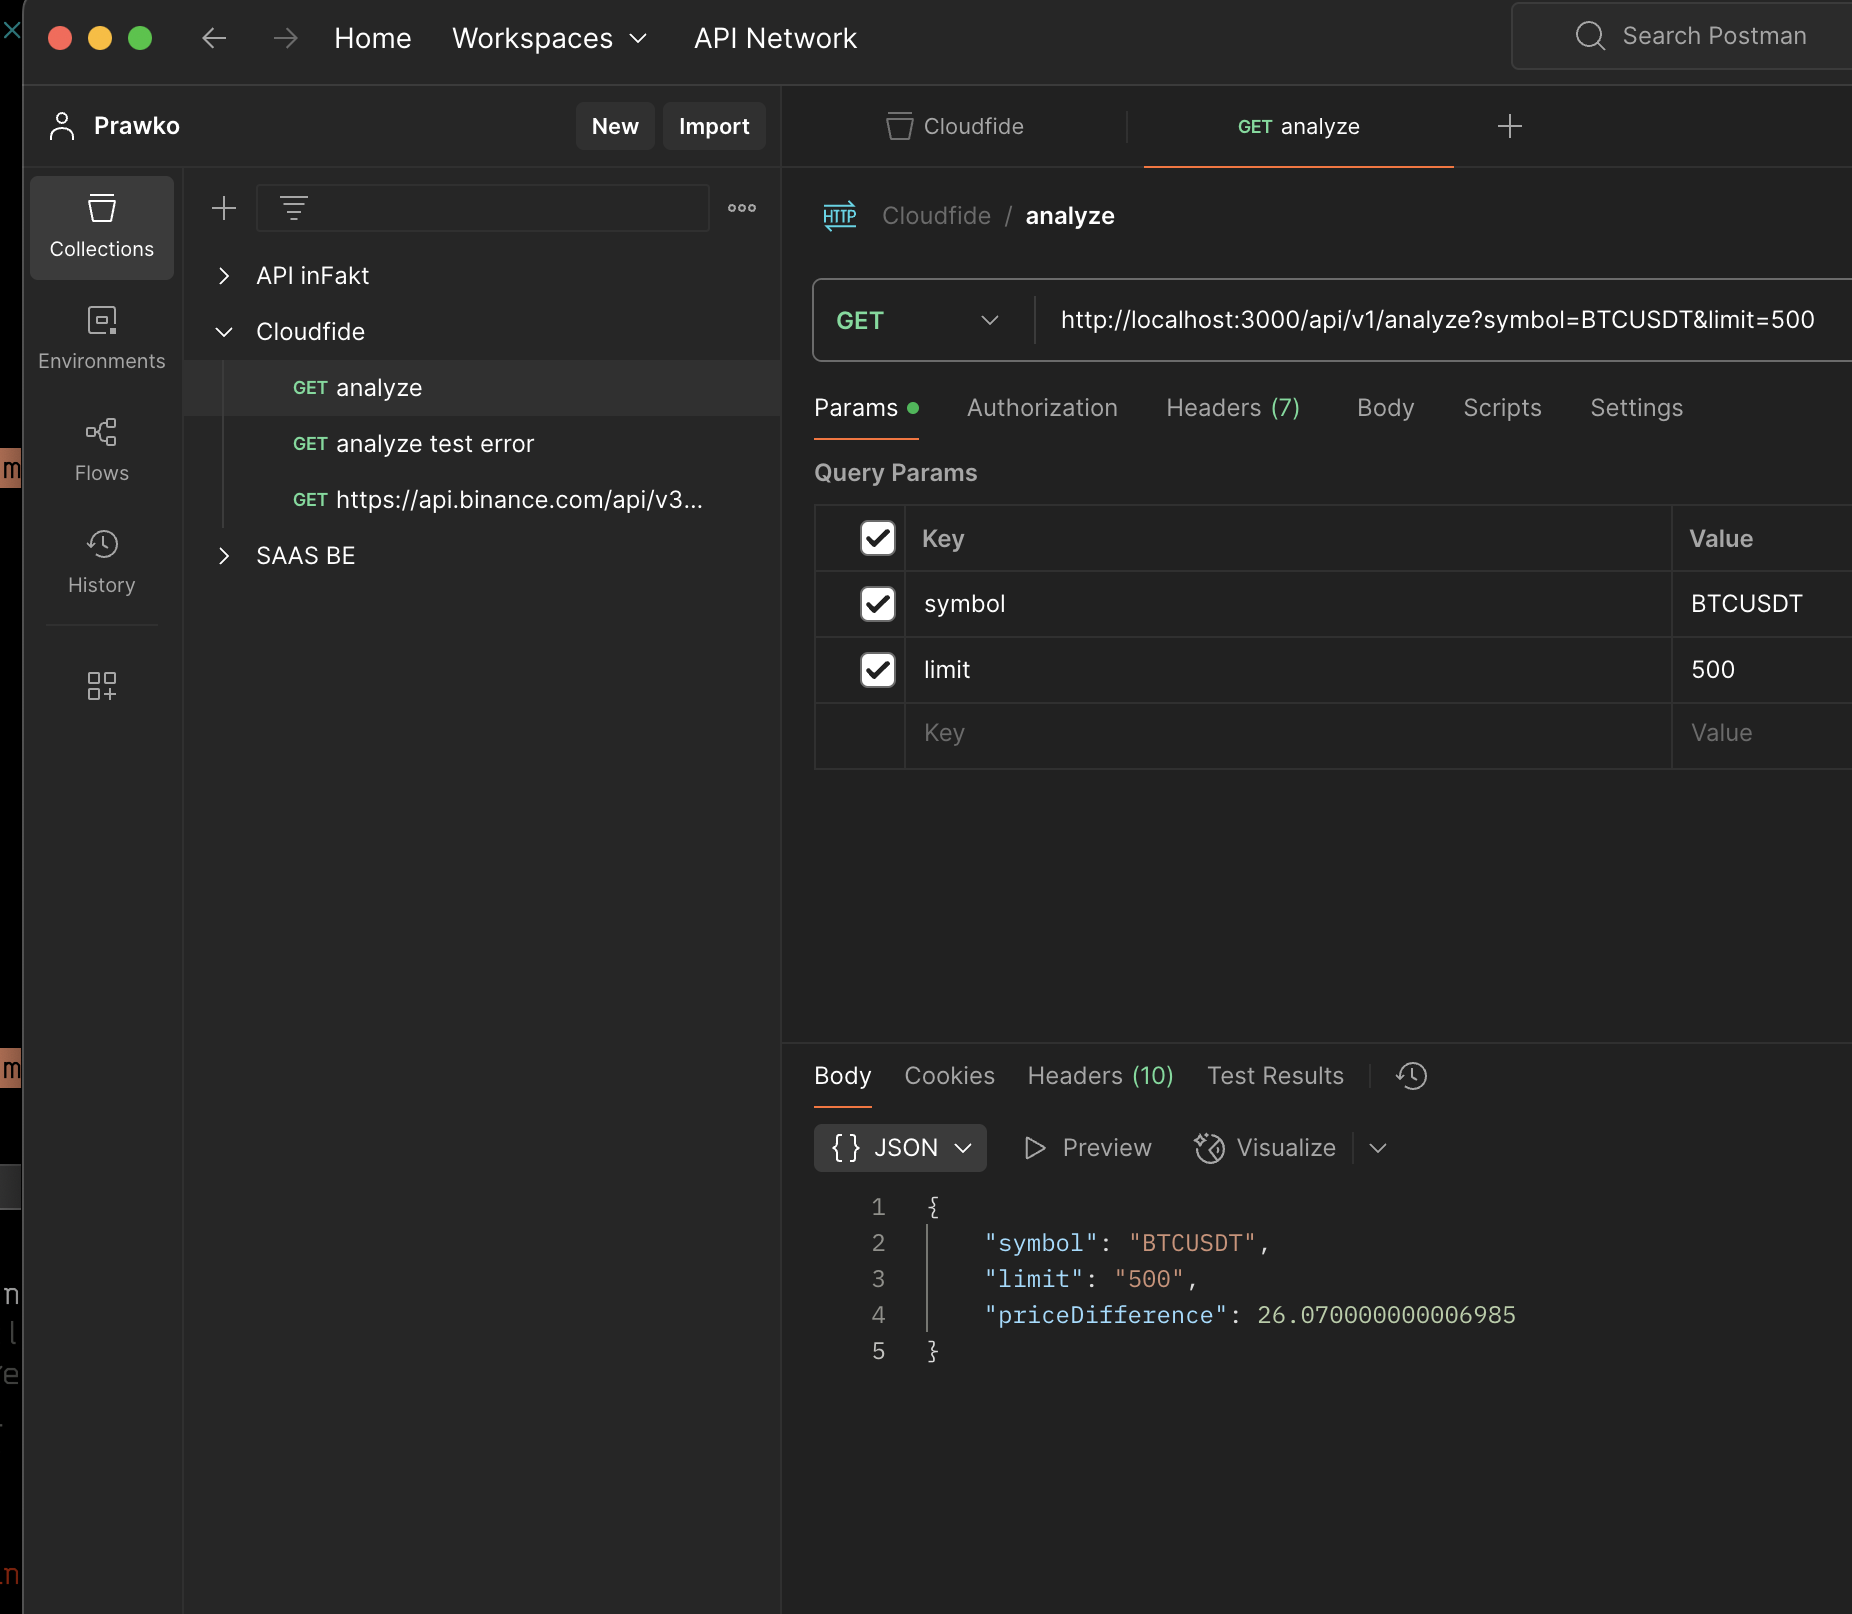 Home Workspaces API Network Search Postman
Prawko New Import
Cloudfide GET analyze
Collections
Environments
Flows
History
API inFakt
Cloudfide
GET analyze
GET analyze test error
GET https://api.binance.com/api/v3...
SAAS BE
HTTP Cloudfide / analyze
GET http://localhost:3000/api/v1/analyze?symbol=BTCUSDT&limit=500
Params Authorization Headers (7) Body Scripts Settings
Query Params
Key Value
symbol BTCUSDT
limit 500
Key Value
Body Cookies Headers (10) Test Results
{} JSON Preview Visualize
1 {
2 "symbol": "BTCUSDT",
3 "limit": "500",
4 "priceDifference": 26.070000000006985
5 }